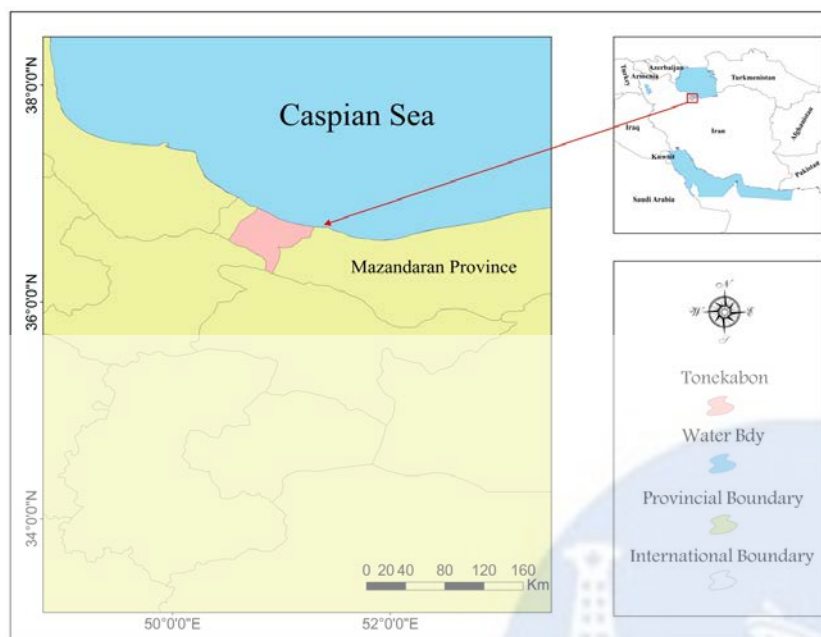 38°0'0"N
36°0'0"N
34°0'0"N
Caspian Sea
Mazandaran Province
0 20 40 80 120 160
Km
50°0'0"E
52°0'0"E
Turkey
Armenia
Azerbaijan
Turkmenistan
Iraq
Iran
Afghanistan
Kuwait
Pakistan
Saudi Arabia
N
W
E
S
Tonekabon
Water Bdy
Provincial Boundary
International Boundary